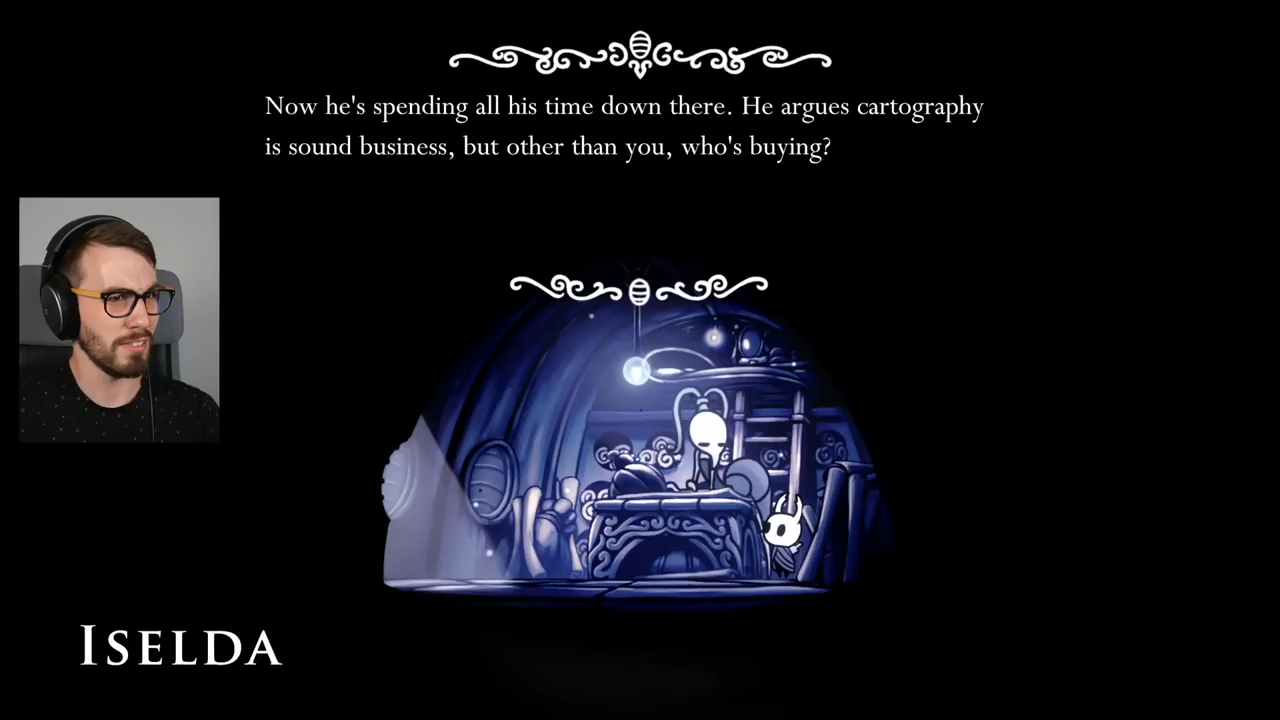 Now he's spending all his time down there. He argues cartography
is sound business, but other than you, who's buying?
ISELDA